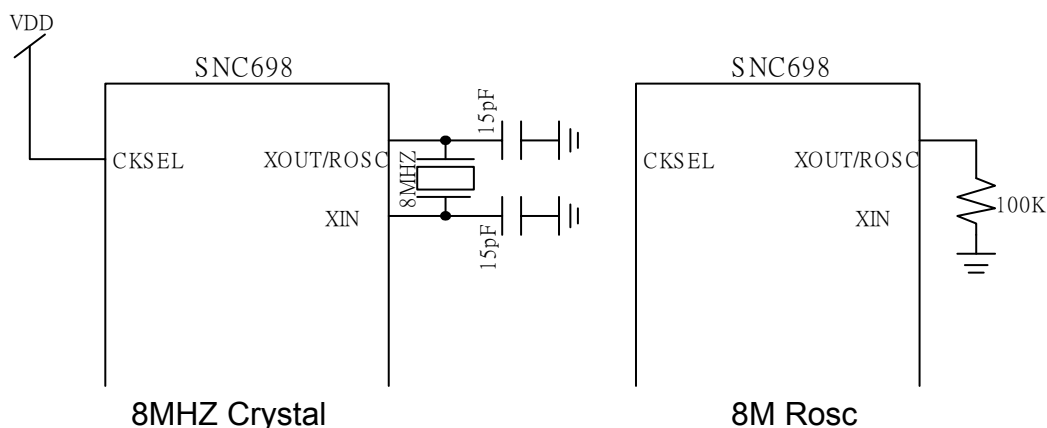 VDD
SNC698
CKSEL
XOUT/ROSC
XIN
8MHZ
15pF
15pF
8MHZ Crystal
SNC698
CKSEL
XOUT/ROSC
XIN
100K
8M Rosc